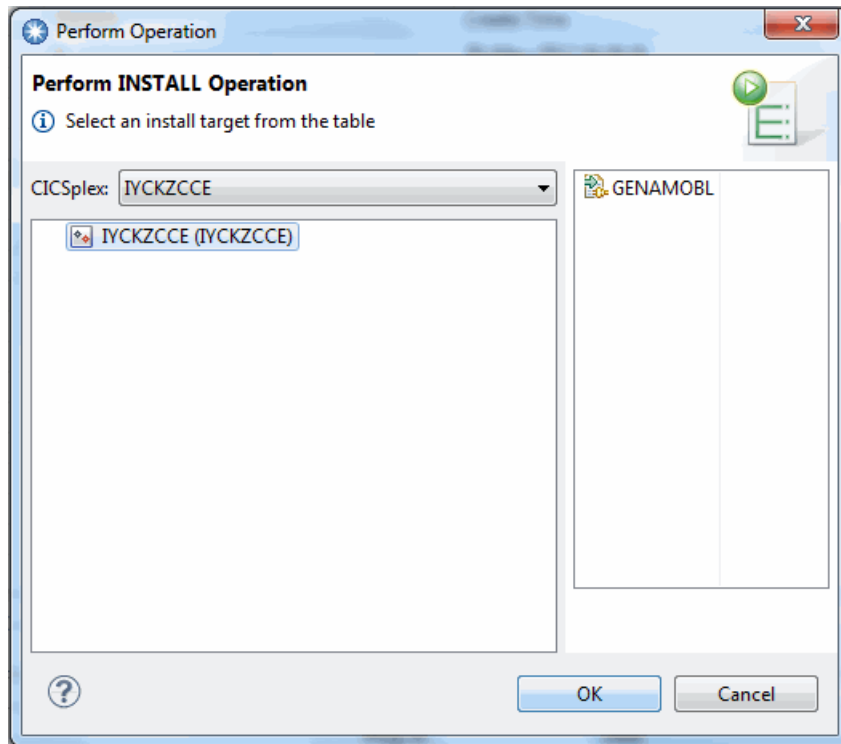 Perform Operation
Perform INSTALL Operation
Select an install target from the table
CICSplex: IYCKZCCE
GENAMOBL
IYCKZCCE (IYCKZCCE)
OK
Cancel